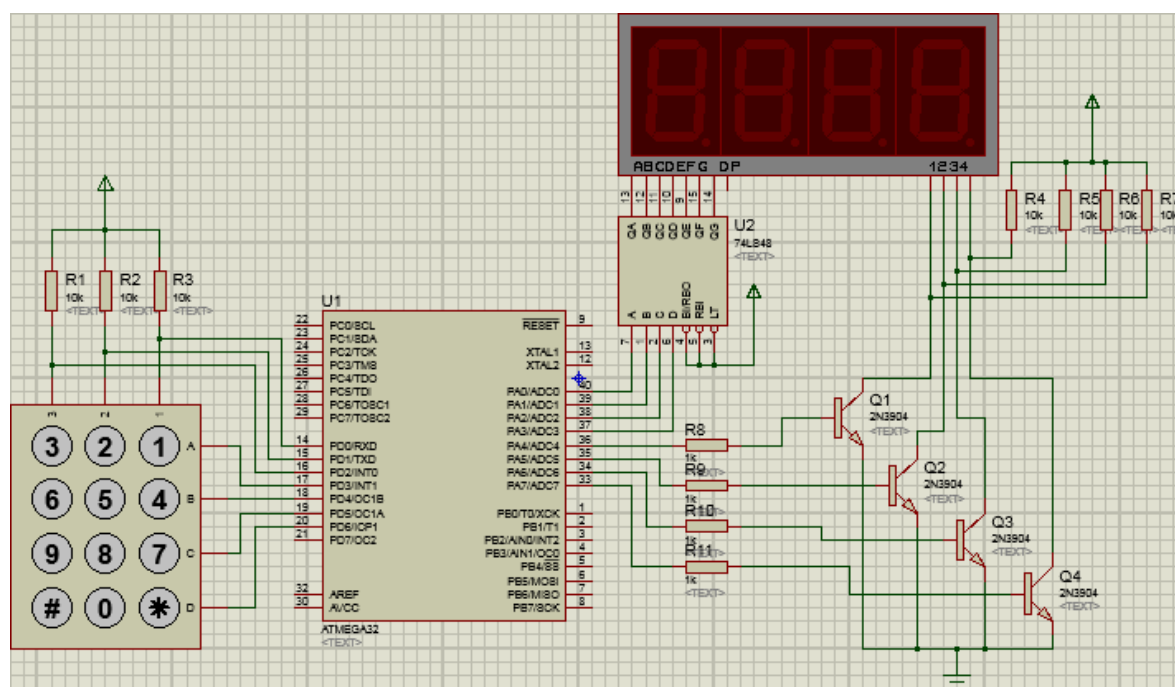 ABCDEFG DP
1234
13
12
11
10
9
15
14
QA
QB
QC
QD
QE
QF
QG
U2
74LS48
<TEXT>
A
B
C
D
BI/RBO
RBI
LT
7
1
2
6
4
5
3
R4
10k
<TEXT>
R5
10k
<TEXT>
R6
10k
<TEXT>
R1
10k
<TEXT>
R2
10k
<TEXT>
R3
10k
<TEXT>
U1
22 PC0/SCL
23 PC1/SDA
24 PC2/TCK
25 PC3/TMS
26 PC4/TDO
27 PC5/TDI
28 PC6/TOSC1
29 PC7/TOSC2
14 PD0/RXD
15 PD1/TXD
16 PD2/INT0
17 PD3/INT1
18 PD4/OC1B
19 PD5/OC1A
20 PD6/ICP1
21 PD7/OC2
32 AREF
30 AVCC
RESET 9
XTAL1 13
XTAL2 12
PA0/ADC0 40
PA1/ADC1 39
PA2/ADC2 38
PA3/ADC3 37
PA4/ADC4 36
PA5/ADC5 35
PA6/ADC6 34
PA7/ADC7 33
PB0/T0/XCK 1
PB1/T1 2
PB2/AIN0/INT2 3
PB3/AIN1/OC0 4
PB4/SS 5
PB5/MOSI 6
PB6/MISO 7
PB7/SCK 8
ATMEGA32
<TEXT>
3 2 1
3 2 1 A
6 5 4 B
9 8 7 C
# 0 * D
R8
1k
R9
1k
R10
1k
R11
1k
<TEXT>
Q1
2N3904
<TEXT>
Q2
2N3904
<TEXT>
Q3
2N3904
<TEXT>
Q4
2N3904
<TEXT>